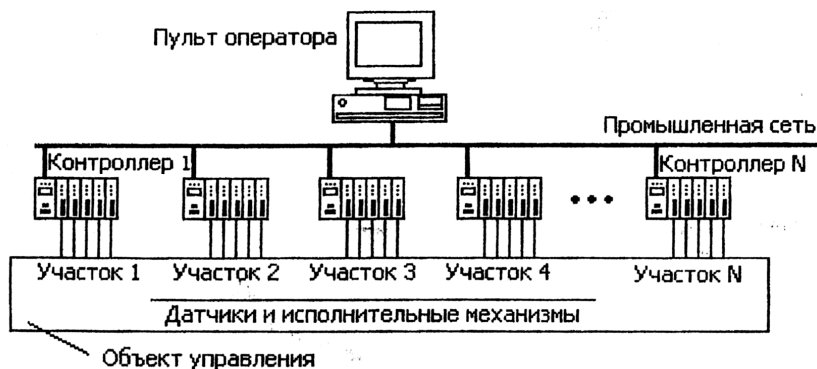 Пульт оператора
Промышленная сеть
Контроллер 1
Контроллер N
Участок 1
Участок 2
Участок 3
Участок 4
Участок N
Датчики и исполнительные механизмы
Объект управления